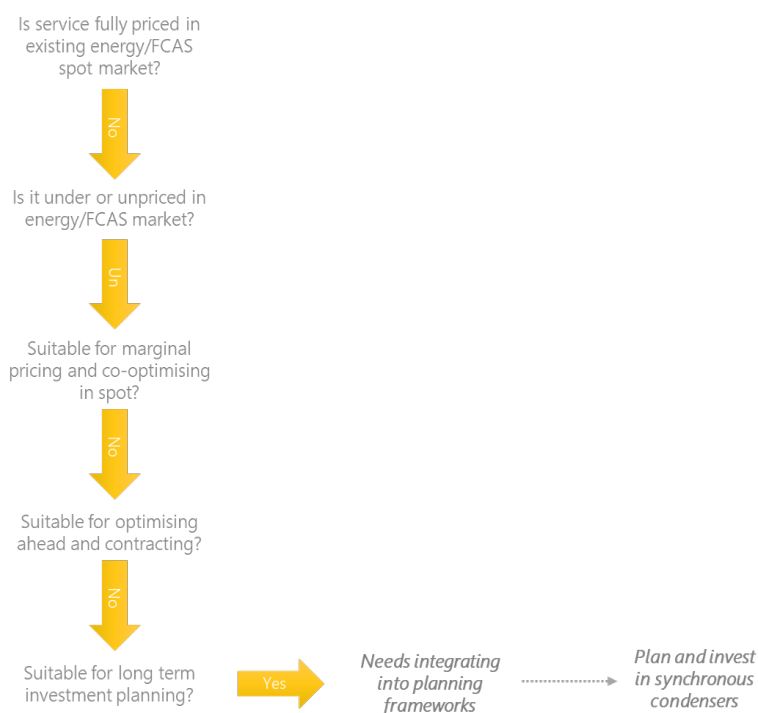 Is service fully priced in
existing energy/FCAS
spot market?
No
Is it under or unpriced in
energy/FCAS market?
Un
Suitable for marginal
pricing and co-optimising
in spot?
No
Suitable for optimising
ahead and contracting?
No
Suitable for long term
investment planning?
Yes
Needs integrating
into planning
frameworks
Plan and invest
in synchronous
condensers